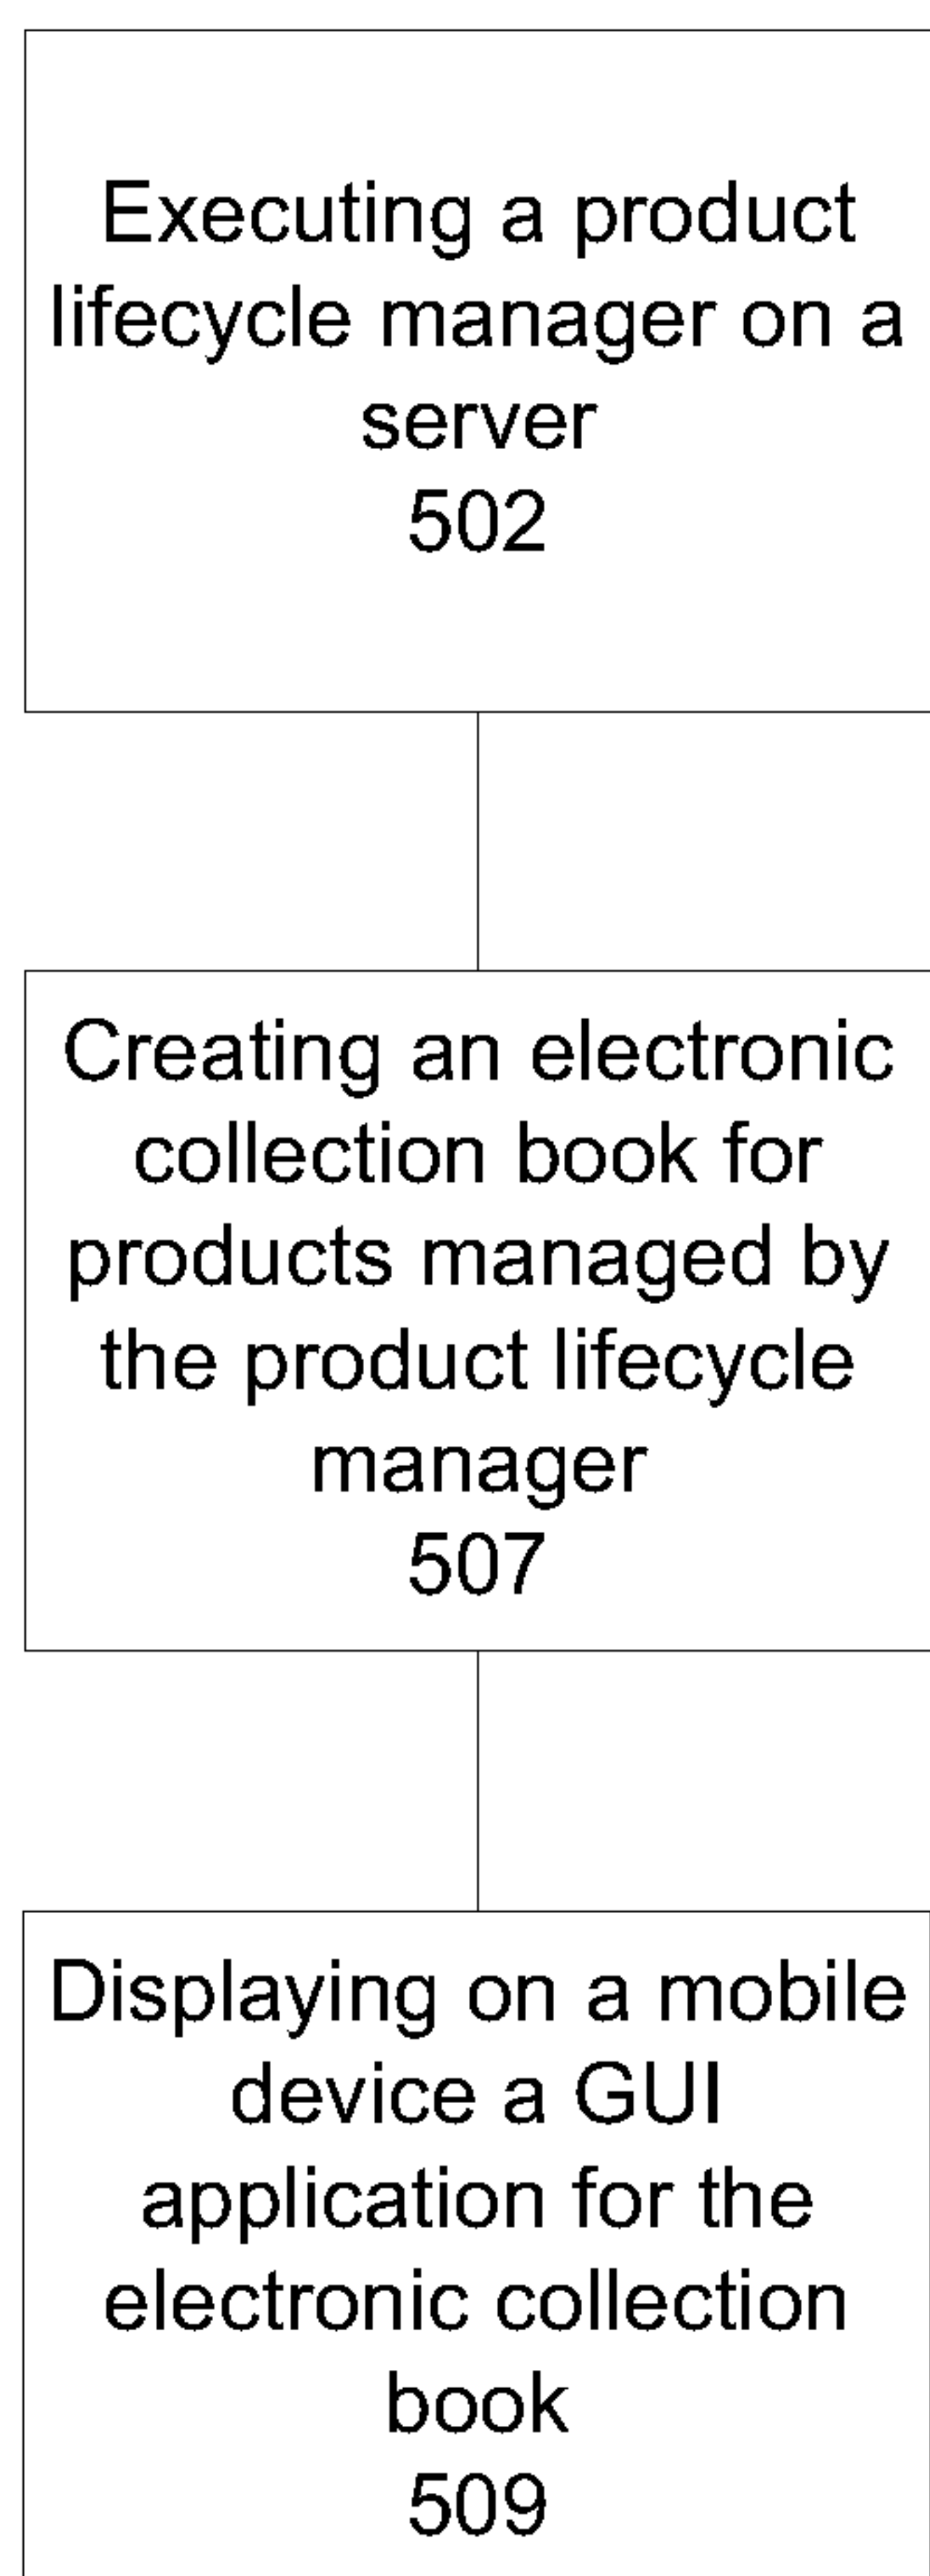 Executing a product
lifecycle manager on a
server
502
Creating an electronic
collection book for
products managed by
the product lifecycle
manager
507
Displaying on a mobile
device a GUI
application for the
electronic collection
book
509